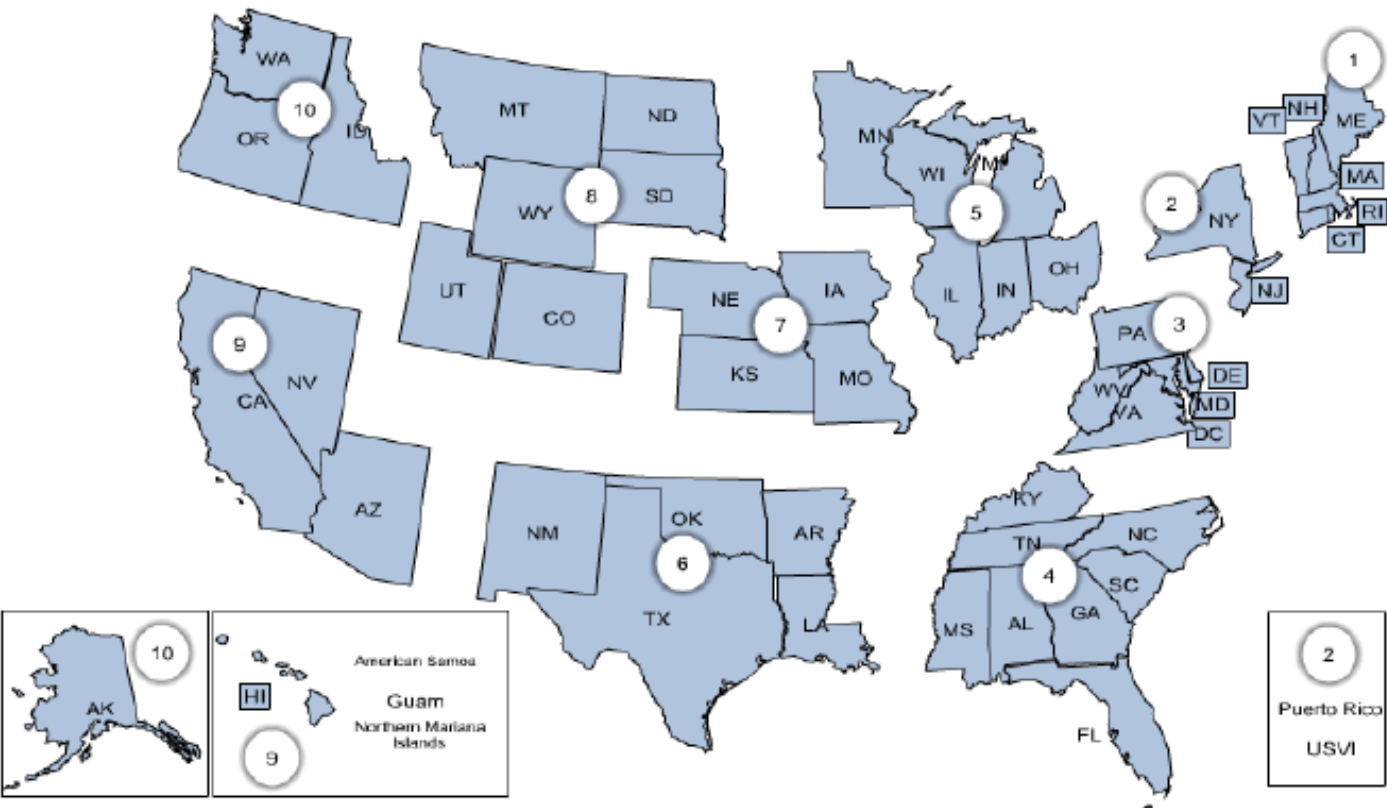 1
WA
10
OR
ID
MT
ND
8
WY
SD
UT
CO
MN
WI
MI
5
IL
IN
OH
VT
NH
ME
MA
RI
CT
2
NY
NJ
9
CA
NV
AZ
NE
IA
7
KS
MO
PA
3
WV
VA
DE
MD
DC
NM
OK
AR
6
TX
LA
KY
TN
NC
4
SC
MS
AL
GA
FL
AK
10
HI
American Samoa
Guam
Northern Mariana
Islands
9
2
Puerto Rico
USVI